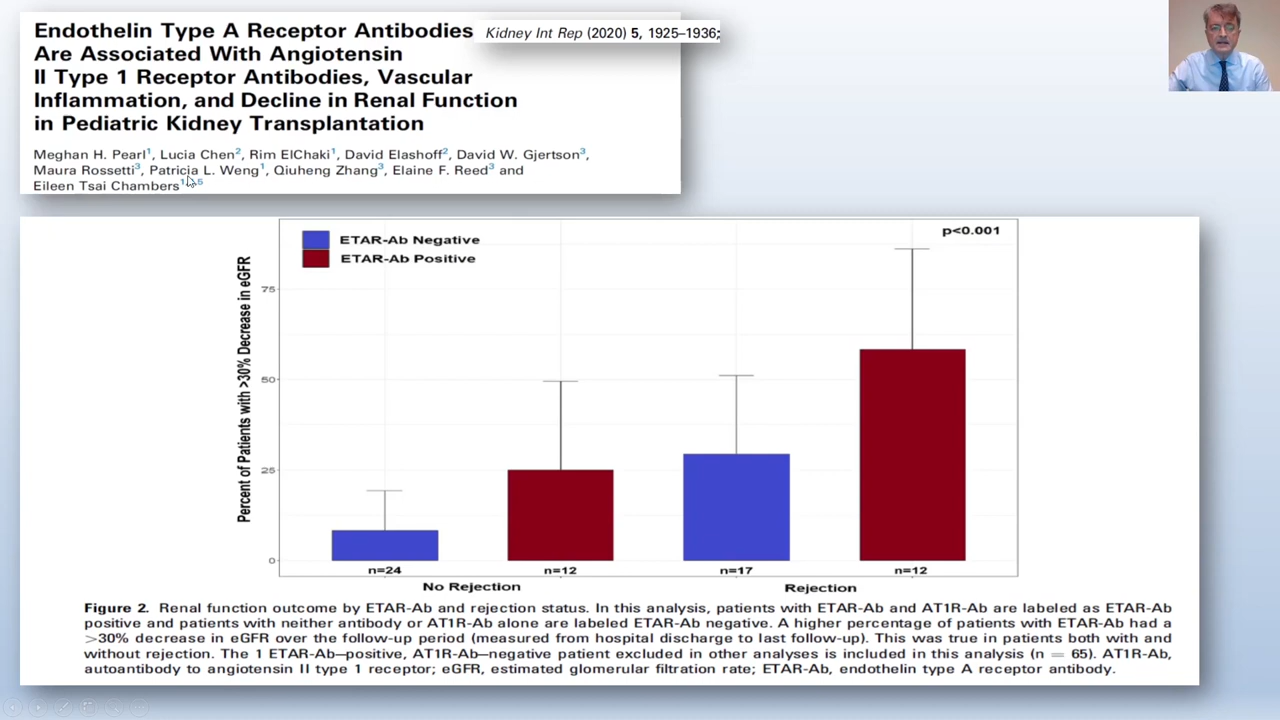 Endothelin Type A Receptor Antibodies
Kidney Int Rep (2020) 5, 1925–1936;
Are Associated With Angiotensin
II Type 1 Receptor Antibodies, Vascular
Inflammation, and Decline in Renal Function
in Pediatric Kidney Transplantation
Meghan H. Pearl1, Lucia Chen2, Rim ElChaki1, David Elashoff2, David W. Gjertson3,
Maura Rossetti3, Patricia L. Weng1, Qiuheng Zhang3, Elaine F. Reed3 and
Eileen Tsai Chambers
p<0.001
ETAR-Ab Negative
ETAR-Ab Positive
Percent of Patients with >30% Decrease in eGFR
75
50
25
0
n=24 n=12 n=17 n=12
No Rejection Rejection
Figure 2. Renal function outcome by ETAR-Ab and rejection status. In this analysis, patients with ETAR-Ab and AT1R-Ab are labeled as ETAR-Ab
positive and patients with neither antibody or AT1R-Ab alone are labeled ETAR-Ab negative. A higher percentage of patients with ETAR-Ab had a
>30% decrease in eGFR over the follow-up period (measured from hospital discharge to last follow-up). This was true in patients both with and
without rejection. The 1 ETAR-Ab–positive, AT1R-Ab–negative patient excluded in other analyses is included in this analysis (n = 65). AT1R-Ab,
autoantibody to angiotensin II type 1 receptor; eGFR, estimated glomerular filtration rate; ETAR-Ab, endothelin type A receptor antibody.